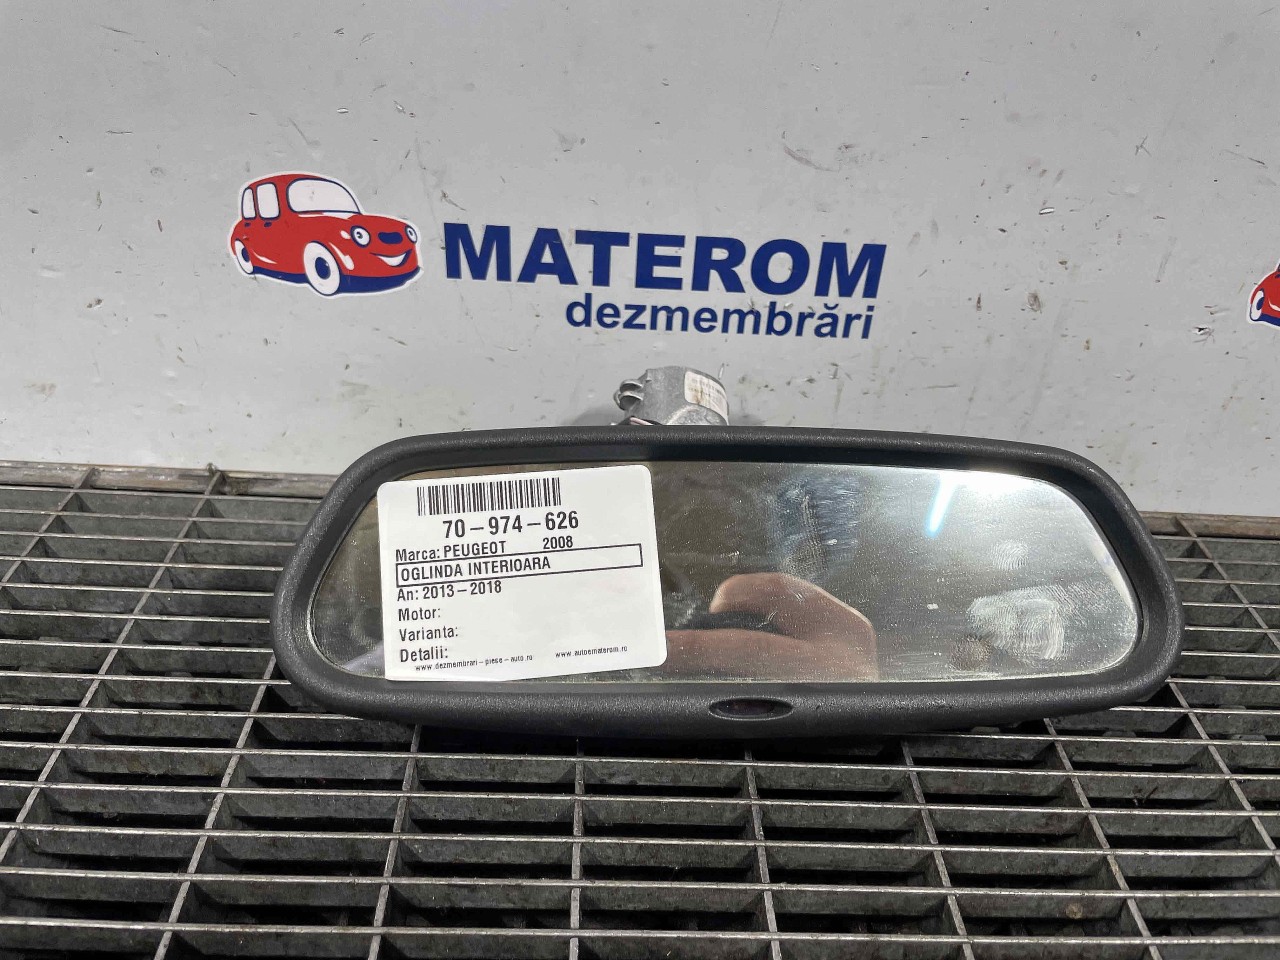 MATEROM
dezmembrări
70-974-626
Marca: PEUGEOT 2008
OGLINDA INTERIOARA
An: 2013-2018
Motor:
Varianta:
Detalii:
www.dezmembrari-piese-auto.ro www.automaterom.ro